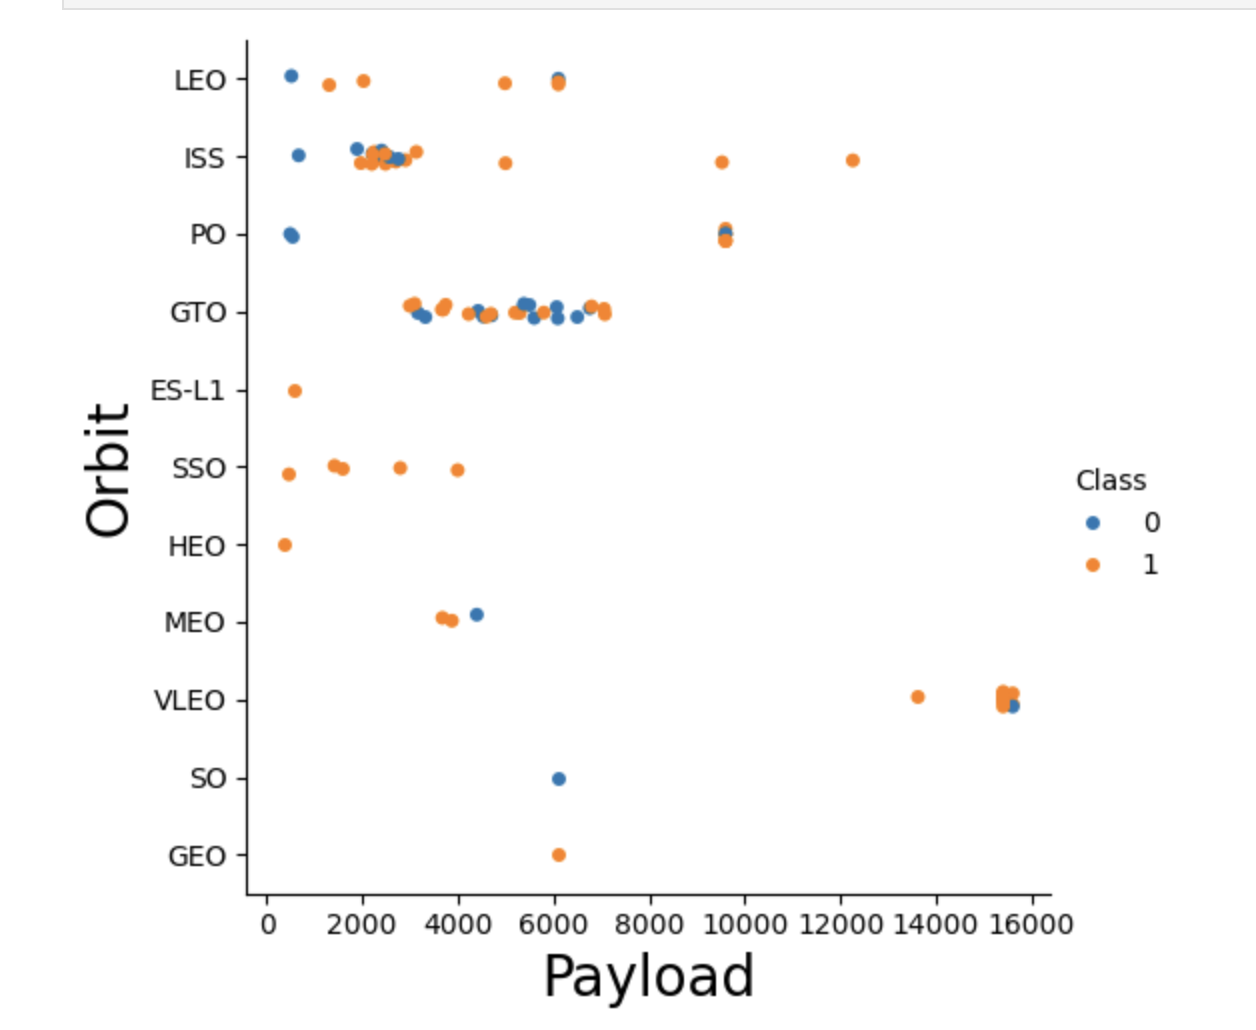 LEO
ISS
PO
GTO
ES-L1
SSO
HEO
MEO
VLEO
SO
GEO
Orbit
0 2000 4000 6000 8000 10000 12000 14000 16000
Payload
Class
0
1